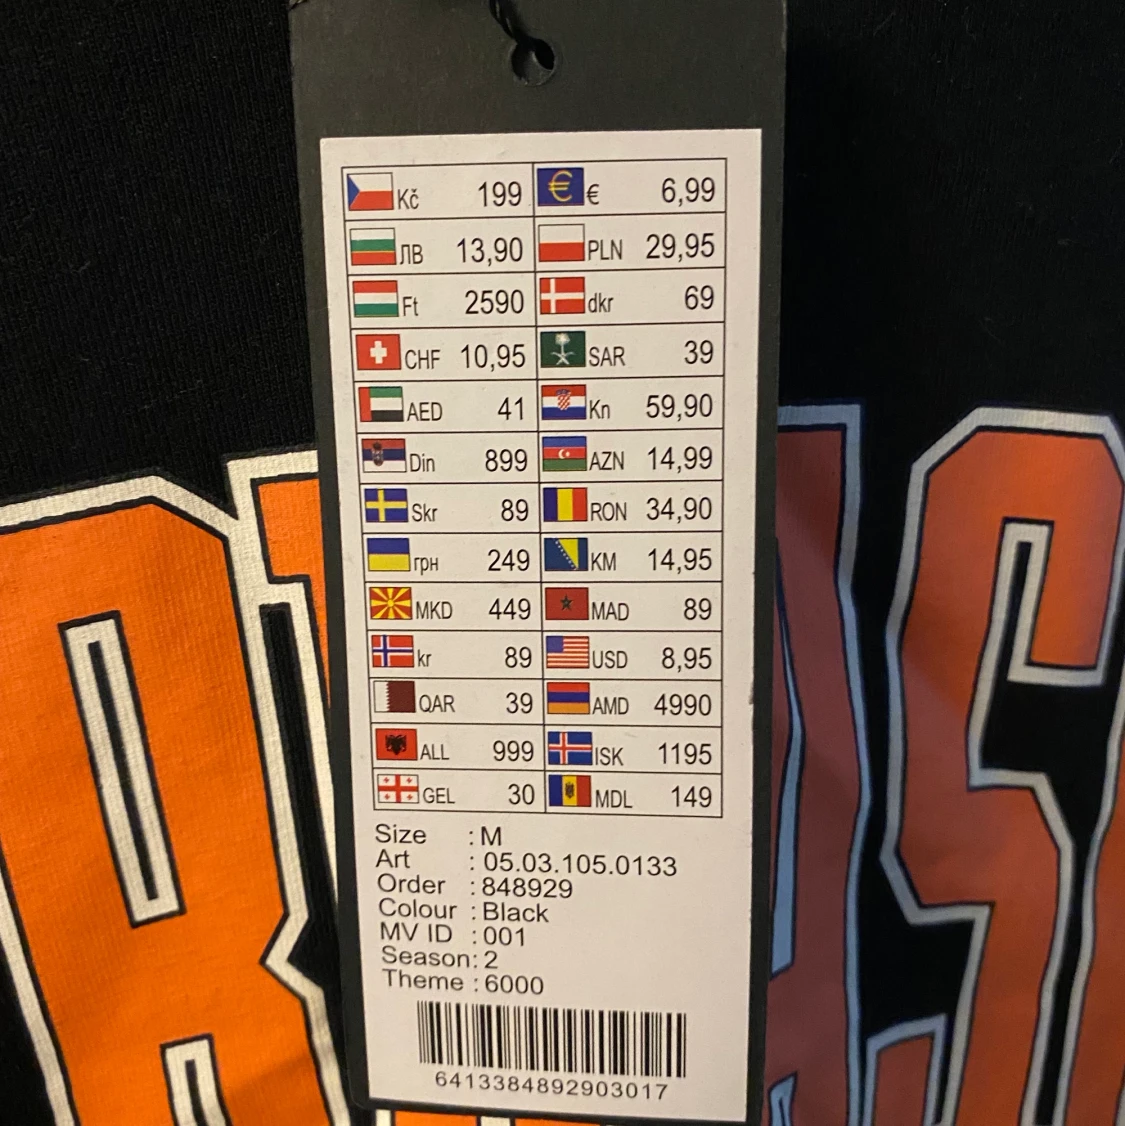 Kč 199 € € 6,99
ЛВ 13,90 PLN 29,95
Ft 2590 dkr 69
CHF 10,95 SAR 39
AED 41 Kn 59,90
Din 899 AZN 14,99
Skr 89 RON 34,90
грн 249 KM 14,95
MKD 449 MAD 89
kr 89 USD 8,95
QAR 39 AMD 4990
ALL 999 ISK 1195
GEL 30 MDL 149
Size : M
Art : 05.03.105.0133
Order : 848929
Colour : Black
MV ID : 001
Season: 2
Theme : 6000
6413384892903017